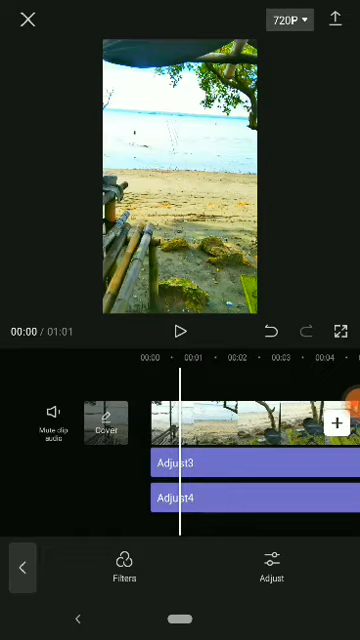 720P
00:00 / 01:01
00:00 00:01 00:02 00:03 00:04
Mute clip
audio
Cover
Adjust3
Adjust4
Filters
Adjust